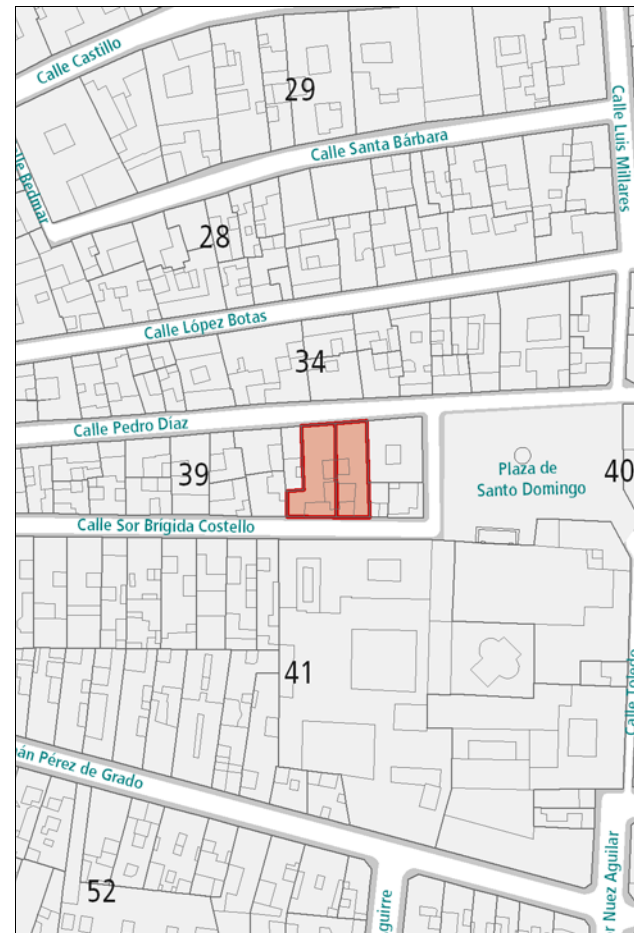 Calle Castillo
29
Calle Luis Millares
Calle Santa Bárbara
Bedmar
28
Calle López Botas
34
Calle Pedro Díaz
39
Plaza de
Santo Domingo
40
Calle Sor Brígida Costello
41
Calle Toledo
Pérez de Grado
52
Nuez Aguilar